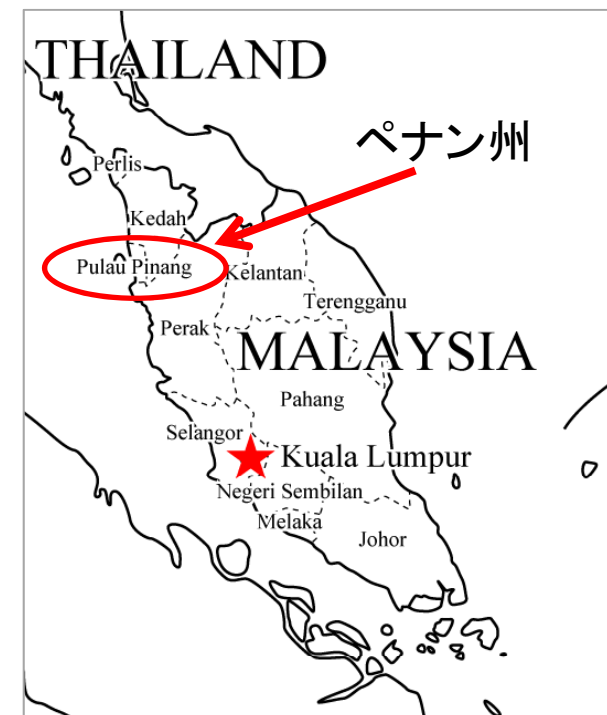 THAILAND
ペナン州
Perlis
Kedah
Pulau Pinang
Kelantan
Terengganu
Perak
MALAYSIA
Pahang
Selangor
Kuala Lumpur
Negeri Sembilan
Melaka
Johor